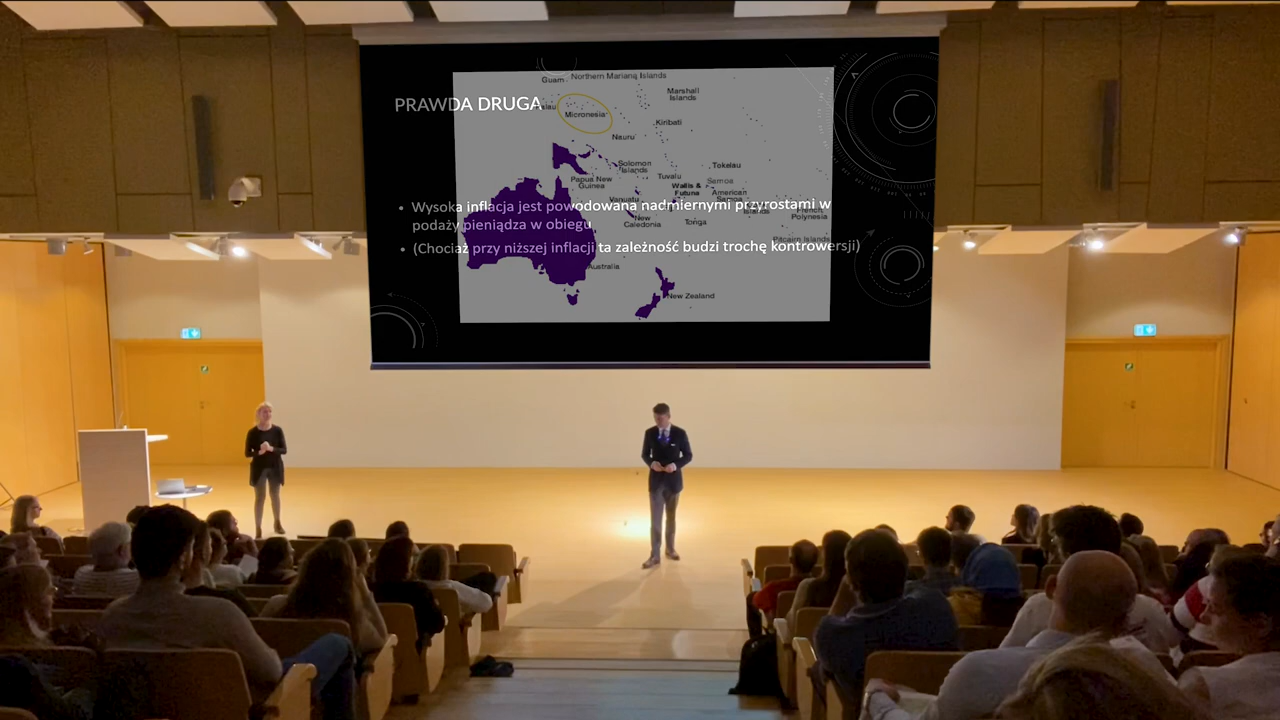 Guam
Northern Mariana Islands
Marshall
Islands
PRAWDA DRUGA
Micronesia
Kiribati
Nauru
Solomon
Islands
Tokelau
Papua New
Guinea
Tuvalu
Samoa
Wallis &
Futuna
American
Samoa
Vanuatu
• Wysoka inflacja jest powodowana nadmiernymi przyrostami w
podaży pieniądza w obiegu
Islands
French
Polynesia
New
Caledonia
Tonga
Pitcairn Islands
• (Chociaż przy niższej inflacji ta zależność budzi trochę kontrowersji)
Australia
New Zealand